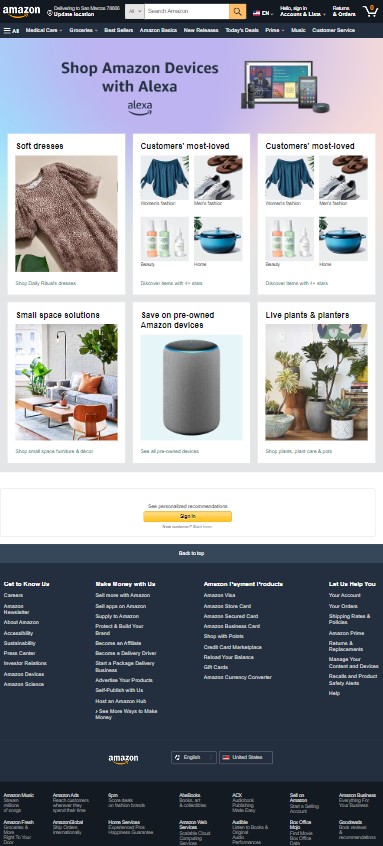 amazon
Delivering to San Marcos 78666
Update location
All
Search Amazon
EN
Hello, sign in
Account & Lists
Returns
& Orders
0
All
Medical Care
Groceries
Best Sellers
Amazon Basics
New Releases
Today's Deals
Prime
Music
Customer Service
Shop Amazon Devices
with Alexa
alexa
Soft dresses
Shop Daily Ritual's dresses
Customers' most-loved
Women's fashion
Men's fashion
Beauty
Home
Discover items with 4+ stars
Customers' most-loved
Women's fashion
Men's fashion
Beauty
Home
Discover items with 4+ stars
Small space solutions
Shop small space furniture & décor
Save on pre-owned
Amazon devices
See all pre-owned devices
Live plants & planters
Shop plants, plant care & pots
See personalized recommendations
Sign in
New customer? Start here.
Back to top
Get to Know Us
Careers
Amazon
Newsletter
About Amazon
Accessibility
Sustainability
Press Center
Investor Relations
Amazon Devices
Amazon Science
Make Money with Us
Sell more with Amazon
Sell apps on Amazon
Supply to Amazon
Protect & Build Your
Brand
Become an Affiliate
Become a Delivery Driver
Start a Package Delivery
Business
Advertise Your Products
Self-Publish with Us
Host an Amazon Hub
› See More Ways to Make
Money
Amazon Payment Products
Amazon Visa
Amazon Store Card
Amazon Secured Card
Amazon Business Card
Shop with Points
Credit Card Marketplace
Reload Your Balance
Gift Cards
Amazon Currency Converter
Let Us Help You
Your Account
Your Orders
Shipping Rates &
Policies
Amazon Prime
Returns &
Replacements
Manage Your
Content and Devices
Recalls and Product
Safety Alerts
Help
amazon
English
United States
Amazon Music
Stream
millions
of songs
Amazon Ads
Reach customers
wherever they
spend their time
6pm
Score deals
on fashion brands
AbeBooks
Books, art
& collectibles
ACX
Audiobook
Publishing
Made Easy
Sell on
Amazon
Start a Selling
Account
Amazon Business
Everything For
Your Business
Amazon Fresh
Groceries &
More
Right To Your
Door
AmazonGlobal
Ship Orders
Internationally
Home Services
Experienced Pros
Happiness Guarantee
Amazon Web
Services
Scalable Cloud
Computing
Services
Audible
Listen to Books &
Original
Audio
Performances
Box Office
Mojo
Find Movie
Box Office
Data
Goodreads
Book reviews
&
recommendations